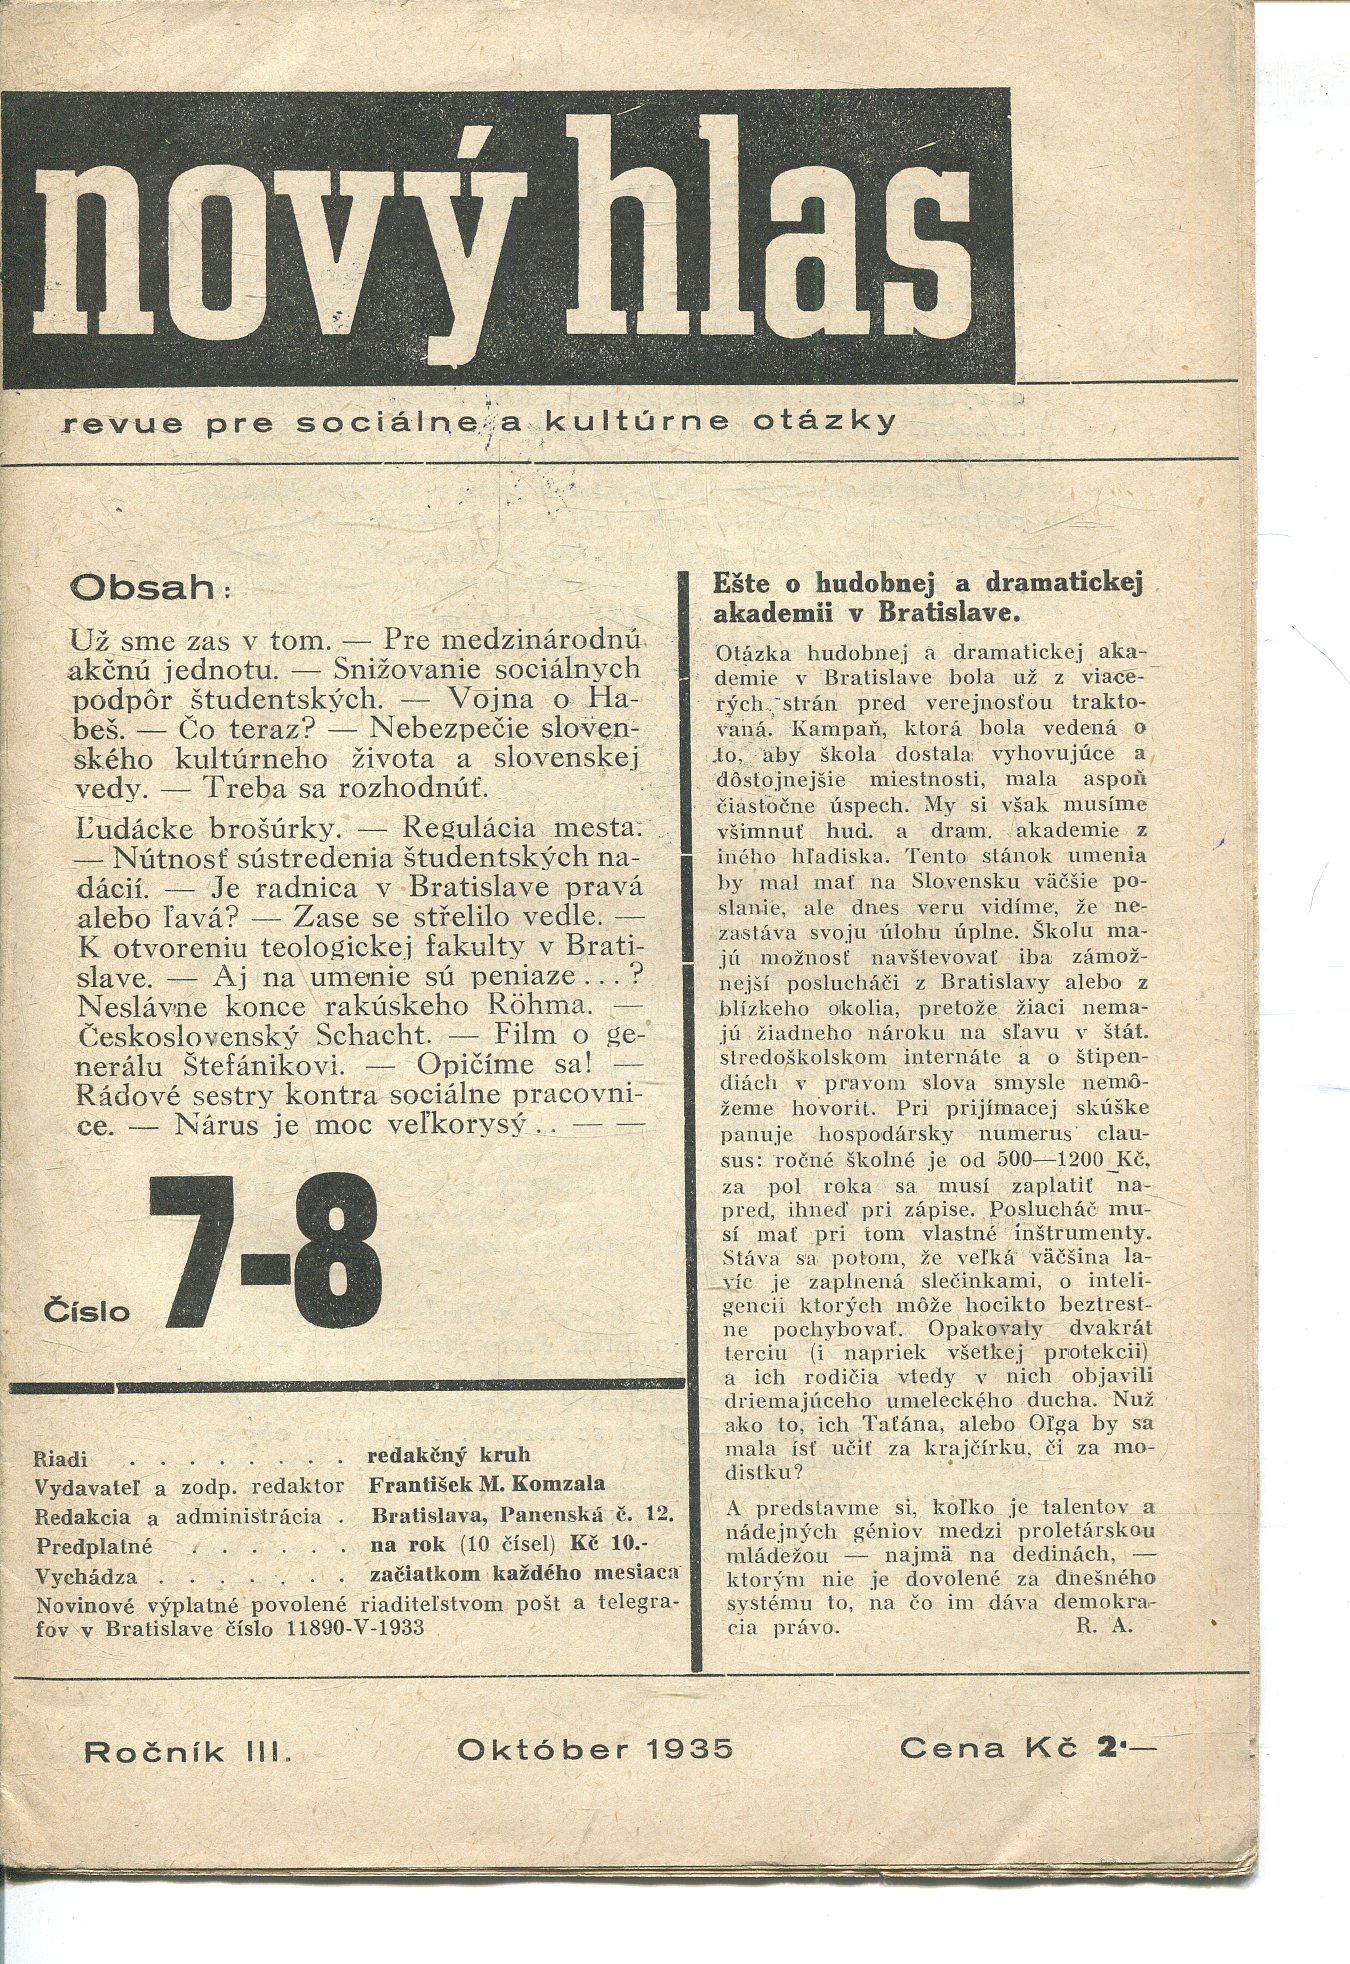 nový hlas
revue pre sociálne a kultúrne otázky
Obsah:
Už sme zas v tom. — Pre medzinárodnú
akčnú jednotu. — Snižovanie sociálnych
podpôr študentských. — Vojna o Ha-
beš. — Čo teraz? — Nebezpečie sloven-
ského kultúrneho života a slovenskej
vedy. — Treba sa rozhodnúť.
Ľudácke brošúrky. — Regulácia mesta.
— Nútnosť sústredenia študentských na-
dácií. — Je radnica v Bratislave pravá
alebo ľavá? — Zase se střelilo vedle. —
K otvoreniu teologickej fakulty v Brati-
slave. — Aj na umenie sú peniaze...?
Neslávne konce rakúskeho Röhma. —
Československý Schacht. — Film o ge-
nerálu Štefánikovi. — Opičíme sa! —
Rádové sestry kontra sociálne pracovni-
ce. — Nárus je moc veľkorysý.. — —
Číslo 7-8
Riadi . . . . . . . . redakčný kruh
Vydavateľ a zodp. redaktor František M. Komzala
Redakcia a administrácia . Bratislava, Panenská č. 12.
Predplatné . . . . . . na rok (10 čísel) Kč 10.-
Vychádza . . . . . . . začiatkom každého mesiaca
Novinové výplatné povolené riaditeľstvom pošt a telegra-
fov v Bratislave číslo 11890-V-1933
Ešte o hudobnej a dramatickej
akademii v Bratislave.
Otázka hudobnej a dramatickej aka-
demie v Bratislave bola už z viace-
rých strán pred verejnosťou trakto-
vaná. Kampaň, ktorá bola vedená o
to, aby škola dostala vyhovujúce a
dôstojnejšie miestnosti, mala aspoň
čiastočne úspech. My si však musíme
všimnuť hud. a dram. akademie z
iného hľadiska. Tento stánok umenia
by mal mať na Slovensku väčšie po-
slanie, ale dnes veru vidíme, že ne-
zastáva svoju úlohu úplne. Školu ma-
jú možnosť navštevovať iba zámož-
nejší poslucháči z Bratislavy alebo z
blízkeho okolia, pretože žiaci nema-
jú žiadneho nároku na sľavu v štát.
stredoškolskom internáte a o štipen-
diách v pravom slova smysle nemô-
žeme hovoriť. Pri prijímacej skúške
panuje hospodársky numerus clau-
sus: ročné školné je od 500—1200 Kč,
za pol roka sa musí zaplatiť na-
pred, ihneď pri zápise. Poslucháč mu-
sí mať pri tom vlastné inštrumenty.
Stáva sa potom, že veľká väčšina la-
víc je zaplnená slečinkami, o inteli-
gencii ktorých môže hocikto beztrest-
ne pochybovať. Opakovaly dvakrát
terciu (i napriek všetkej protekcii)
a ich rodičia vtedy v nich objavili
driemajúceho umeleckého ducha. Nuž
ako to, ich Taťána, alebo Oľga by sa
mala ísť učiť za krajčírku, či za mo-
distku?
A predstavme si, koľko je talentov a
nádejných géniov medzi proletárskou
mládežou — najmä na dedinách, —
ktorým nie je dovolené za dnešného
systému to, na čo im dáva demokra-
cia právo. R. A.
Ročník III. Október 1935 Cena Kč 2·—